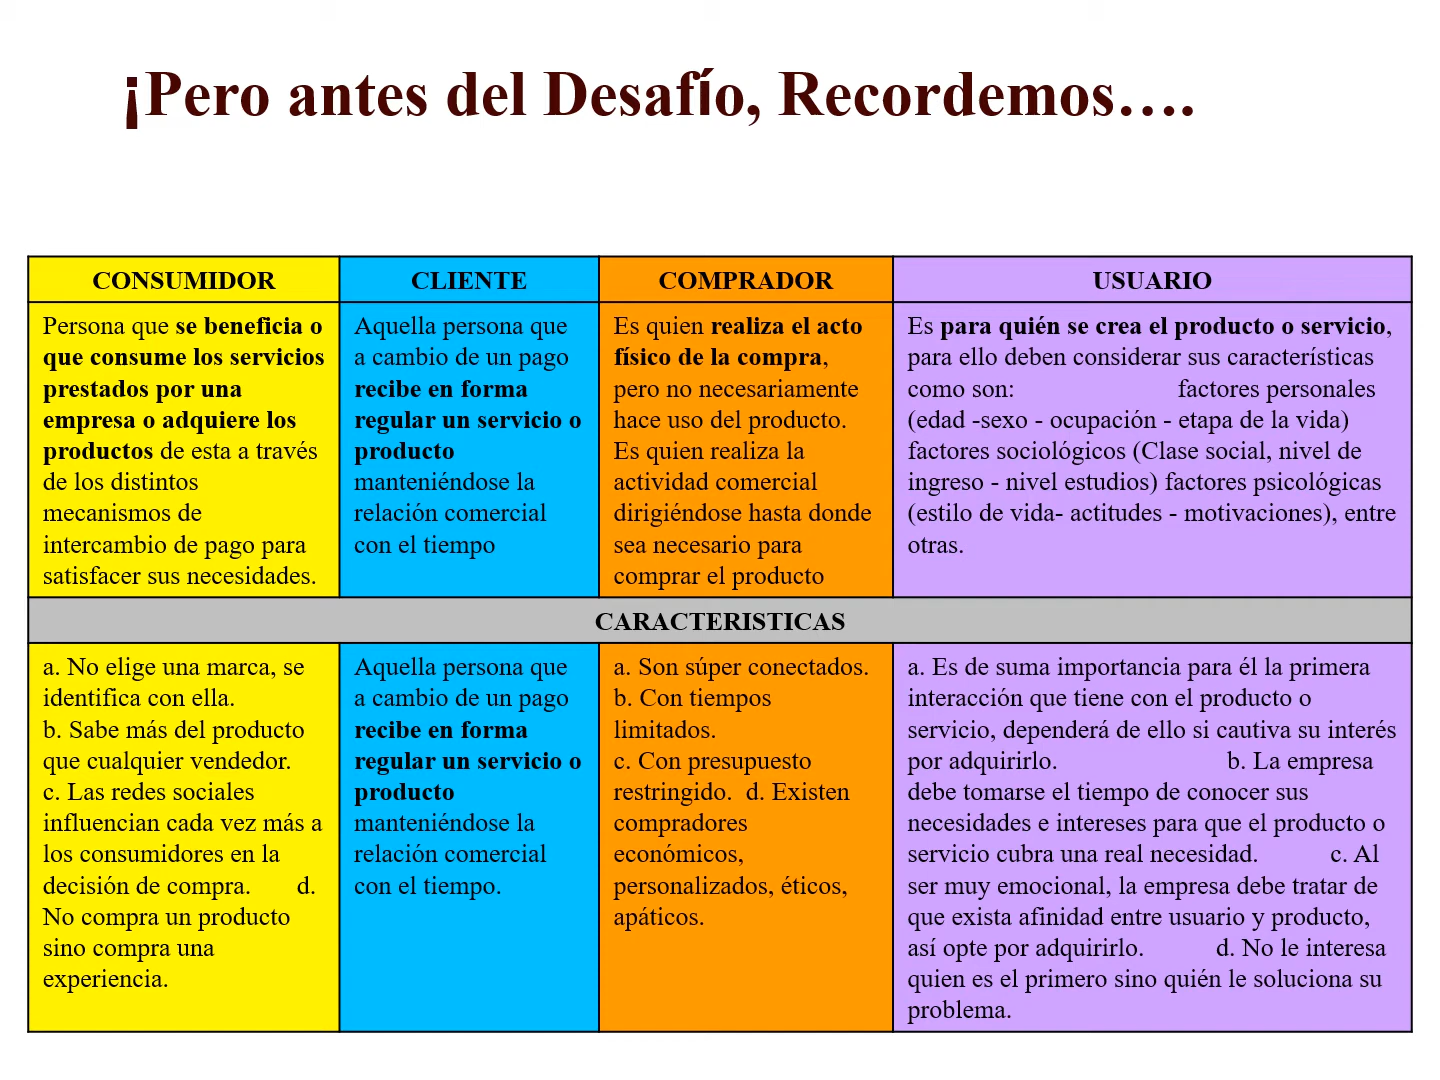 ¡Pero antes del Desafío, Recordemos….
CONSUMIDOR
CLIENTE
COMPRADOR
USUARIO
Persona que se beneficia o
que consume los servicios
prestados por una
empresa o adquiere los
productos de esta a través
de los distintos
mecanismos de
intercambio de pago para
satisfacer sus necesidades.
Aquella persona que
a cambio de un pago
recibe en forma
regular un servicio o
producto
manteniéndose la
relación comercial
con el tiempo
Es quien realiza el acto
físico de la compra,
pero no necesariamente
hace uso del producto.
Es quien realiza la
actividad comercial
dirigiéndose hasta donde
sea necesario para
comprar el producto
Es para quién se crea el producto o servicio,
para ello deben considerar sus características
como son: factores personales
(edad -sexo - ocupación - etapa de la vida)
factores sociológicos (Clase social, nivel de
ingreso - nivel estudios) factores psicológicas
(estilo de vida- actitudes - motivaciones), entre
otras.
CARACTERISTICAS
a. No elige una marca, se
identifica con ella.
b. Sabe más del producto
que cualquier vendedor.
c. Las redes sociales
influencian cada vez más a
los consumidores en la
decisión de compra. d.
No compra un producto
sino compra una
experiencia.
Aquella persona que
a cambio de un pago
recibe en forma
regular un servicio o
producto
manteniéndose la
relación comercial
con el tiempo.
a. Son súper conectados.
b. Con tiempos
limitados.
c. Con presupuesto
restringido. d. Existen
compradores
económicos,
personalizados, éticos,
apáticos.
a. Es de suma importancia para él la primera
interacción que tiene con el producto o
servicio, dependerá de ello si cautiva su interés
por adquirirlo. b. La empresa
debe tomarse el tiempo de conocer sus
necesidades e intereses para que el producto o
servicio cubra una real necesidad. c. Al
ser muy emocional, la empresa debe tratar de
que exista afinidad entre usuario y producto,
así opte por adquirirlo. d. No le interesa
quien es el primero sino quién le soluciona su
problema.